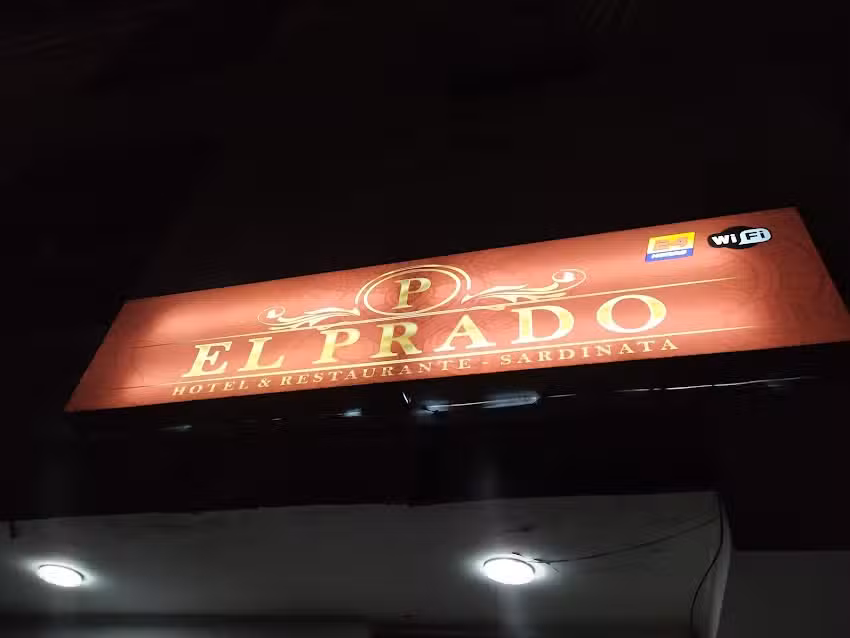 WiFi
P
EL PRADO
HOTEL & RESTAURANTE - SARDINATA